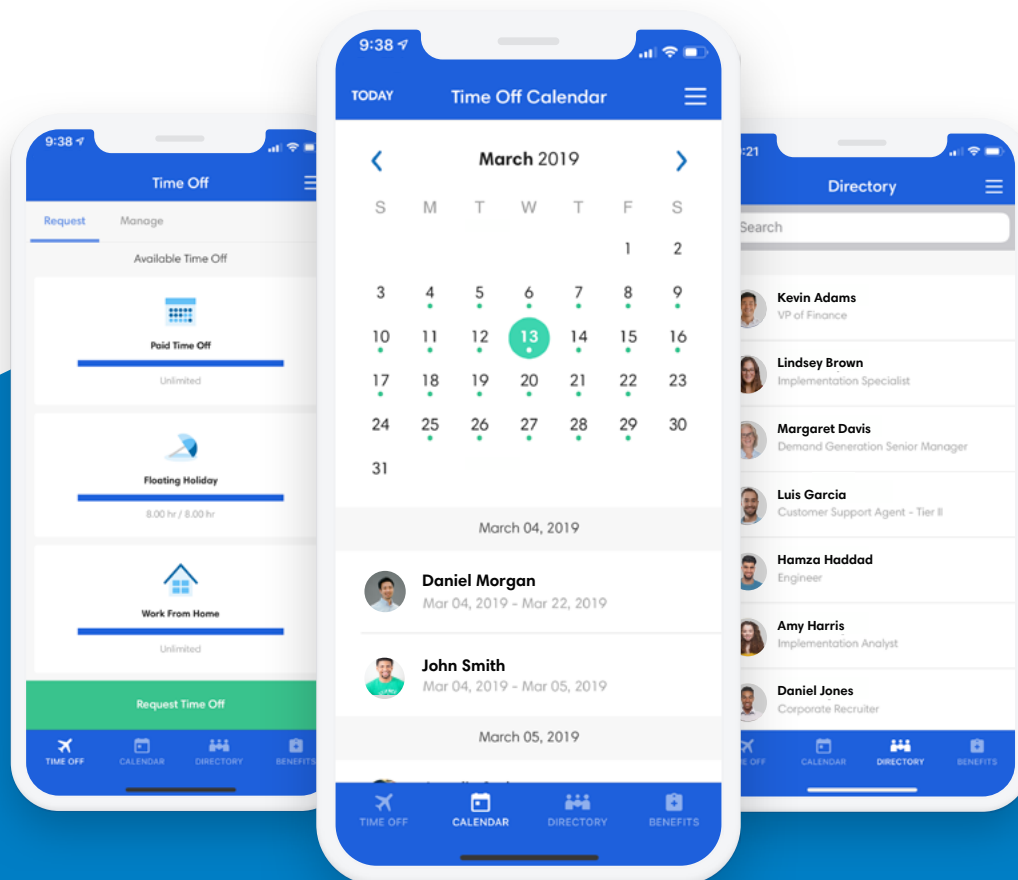 9:38
Time Off
Request Manage
Available Time Off
Paid Time Off
Unlimited
Floating Holiday
8.00 hr / 8.00 hr
Work From Home
Unlimited
Request Time Off
TIME OFF CALENDAR DIRECTORY BENEFITS
9:38
TODAY Time Off Calendar
March 2019
S M T W T F S
1 2
3 4 5 6 7 8 9
10 11 12 13 14 15 16
17 18 19 20 21 22 23
24 25 26 27 28 29 30
31
March 04, 2019
Daniel Morgan
Mar 04, 2019 - Mar 22, 2019
John Smith
Mar 04, 2019 - Mar 05, 2019
March 05, 2019
TIME OFF CALENDAR DIRECTORY BENEFITS
:21
Directory
Search
Kevin Adams
VP of Finance
Lindsey Brown
Implementation Specialist
Margaret Davis
Demand Generation Senior Manager
Luis Garcia
Customer Support Agent - Tier II
Hamza Haddad
Engineer
Amy Harris
Implementation Analyst
Daniel Jones
Corporate Recruiter
OFF CALENDAR DIRECTORY BENEFITS